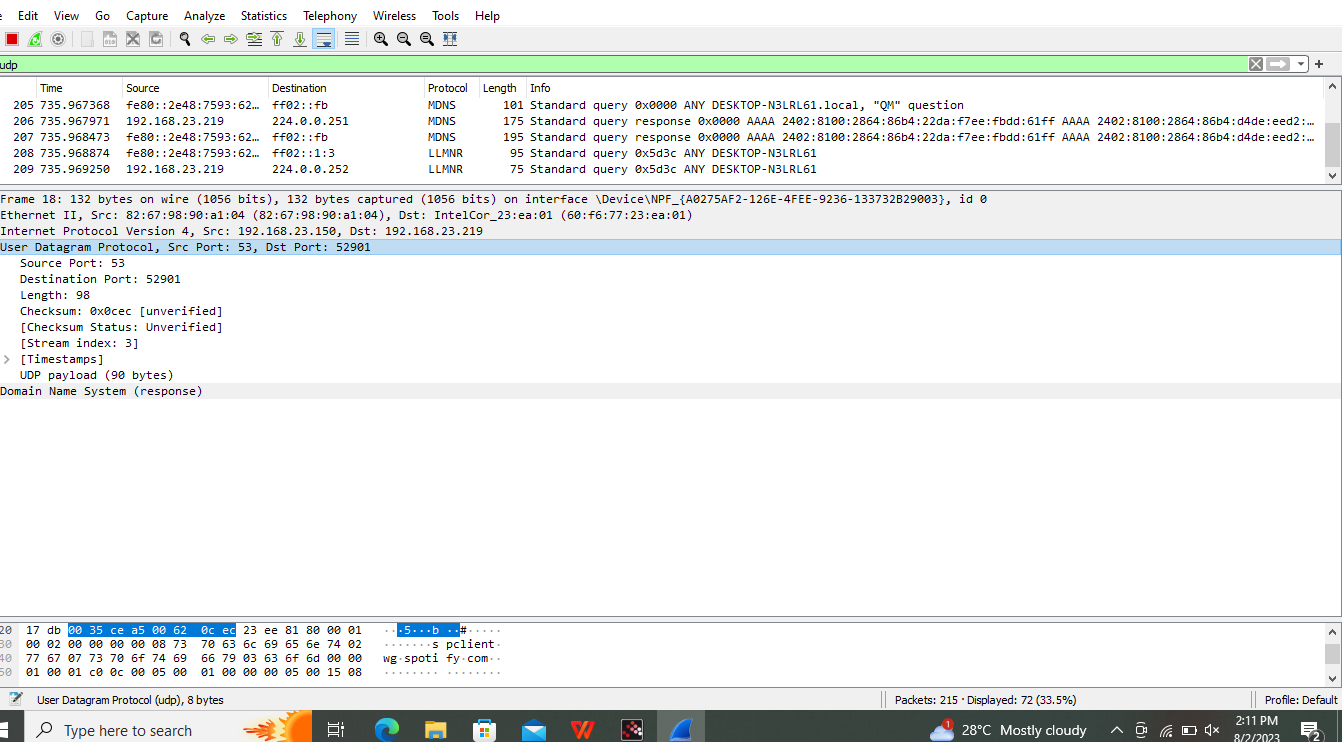 Edit View Go Capture Analyze Statistics Telephony Wireless Tools Help
udp
Time Source Destination Protocol Length Info
205 735.967368 fe80::2e48:7593:62… ff02::fb MDNS 101 Standard query 0x0000 ANY DESKTOP-N3LRL61.local, "QM" question
206 735.967971 192.168.23.219 224.0.0.251 MDNS 175 Standard query response 0x0000 AAAA 2402:8100:2864:86b4:22da:f7ee:fbdd:61ff AAAA 2402:8100:2864:86b4:d4de:eed2:…
207 735.968473 fe80::2e48:7593:62… ff02::fb MDNS 195 Standard query response 0x0000 AAAA 2402:8100:2864:86b4:22da:f7ee:fbdd:61ff AAAA 2402:8100:2864:86b4:d4de:eed2:…
208 735.968874 fe80::2e48:7593:62… ff02::1:3 LLMNR 95 Standard query 0x5d3c ANY DESKTOP-N3LRL61
209 735.969250 192.168.23.219 224.0.0.252 LLMNR 75 Standard query 0x5d3c ANY DESKTOP-N3LRL61
Frame 18: 132 bytes on wire (1056 bits), 132 bytes captured (1056 bits) on interface \Device\NPF_{A0275AF2-126E-4FEE-9236-133732B29003}, id 0
Ethernet II, Src: 82:67:98:90:a1:04 (82:67:98:90:a1:04), Dst: IntelCor_23:ea:01 (60:f6:77:23:ea:01)
Internet Protocol Version 4, Src: 192.168.23.150, Dst: 192.168.23.219
User Datagram Protocol, Src Port: 53, Dst Port: 52901
Source Port: 53
Destination Port: 52901
Length: 98
Checksum: 0x0cec [unverified]
[Checksum Status: Unverified]
[Stream index: 3]
[Timestamps]
UDP payload (90 bytes)
Domain Name System (response)
20 17 db 00 35 ce a5 00 62 0c ec 23 ee 81 80 00 01 ···5···b ··#·····
30 00 02 00 00 00 00 08 73 70 63 6c 69 65 6e 74 02 ·······s pclient·
40 77 67 07 73 70 6f 74 69 66 79 03 63 6f 6d 00 00 wg·spoti fy·com··
50 01 00 01 c0 0c 00 05 00 01 00 00 00 05 00 15 08 ········ ········
User Datagram Protocol (udp), 8 bytes Packets: 215 · Displayed: 72 (33.5%) Profile: Default
Type here to search 1 28°C Mostly cloudy 2:11 PM
8/2/2023 2